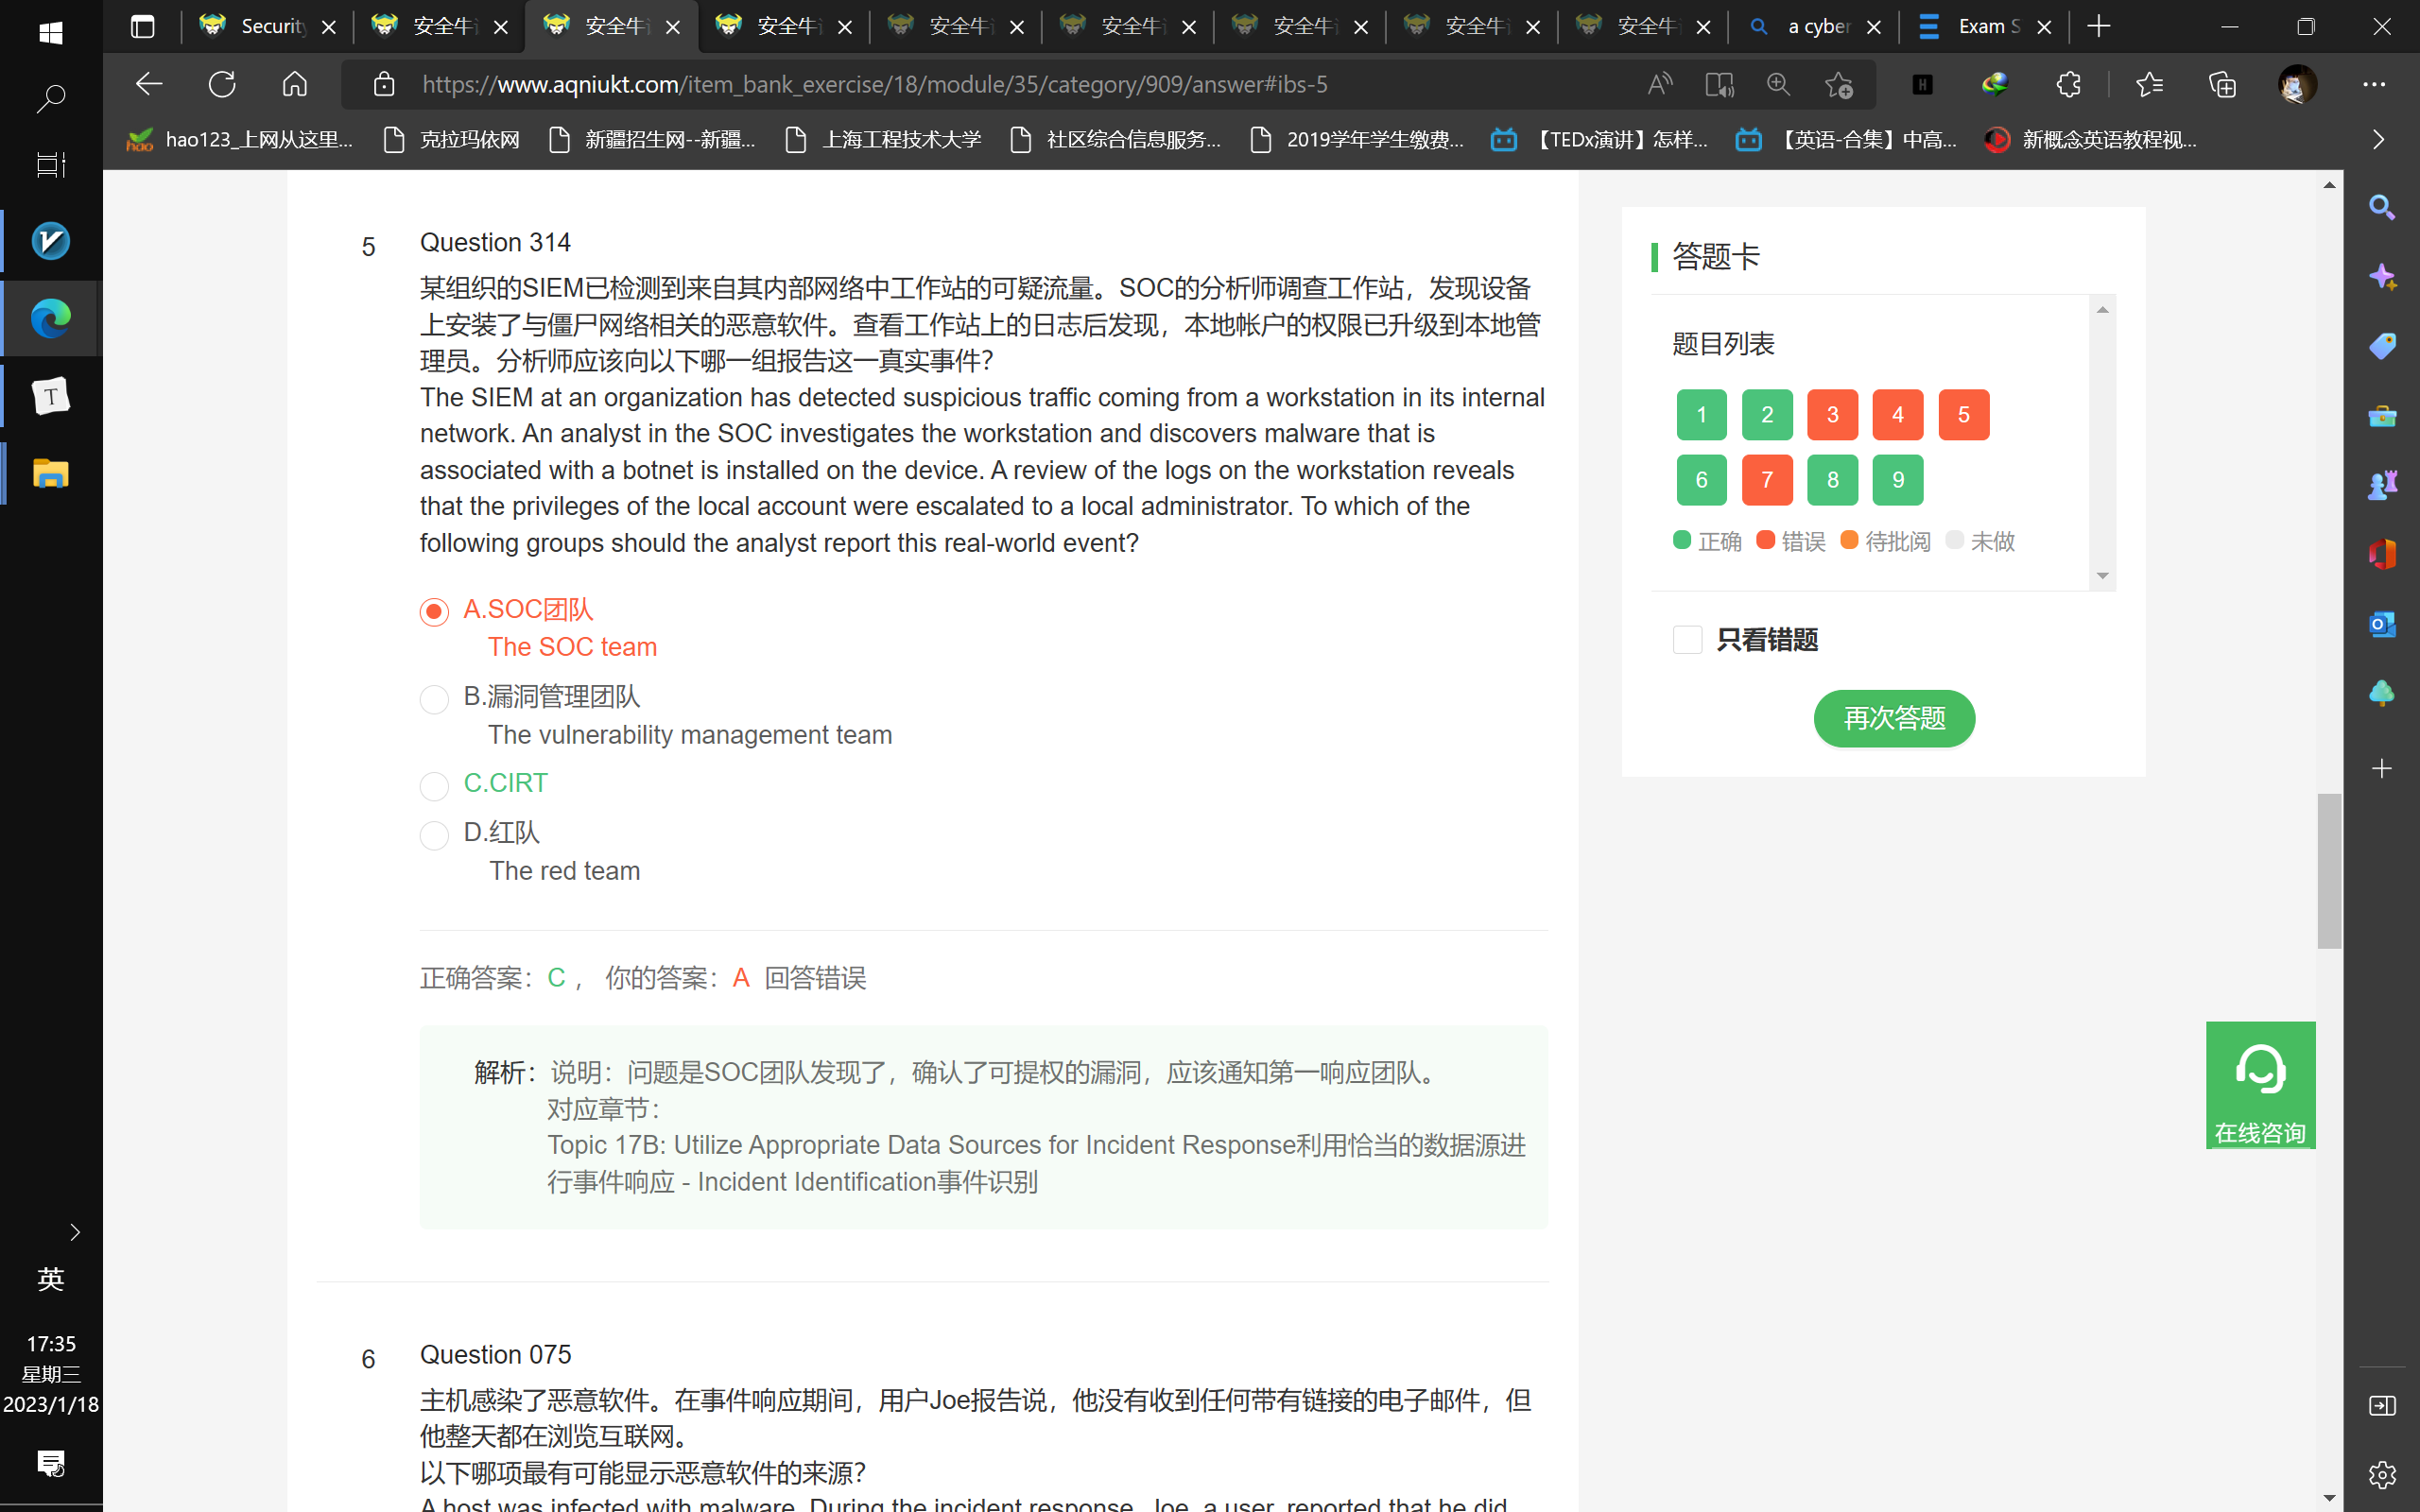 Security
安全牛
安全牛
安全牛
安全牛
安全牛
安全牛
安全牛
安全牛
a cyber
Exam S
https://www.aqniukt.com/item_bank_exercise/18/module/35/category/909/answer#ibs-5
hao123_上网从这里...
克拉玛依网
新疆招生网--新疆...
上海工程技术大学
社区综合信息服务...
2019学年学生缴费...
【TEDx演讲】怎样...
【英语-合集】中高...
新概念英语教程视...
5
Question 314
某组织的SIEM已检测到来自其内部网络中工作站的可疑流量。SOC的分析师调查工作站，发现设备
上安装了与僵尸网络相关的恶意软件。查看工作站上的日志后发现，本地帐户的权限已升级到本地管
理员。分析师应该向以下哪一组报告这一真实事件？
The SIEM at an organization has detected suspicious traffic coming from a workstation in its internal
network. An analyst in the SOC investigates the workstation and discovers malware that is
associated with a botnet is installed on the device. A review of the logs on the workstation reveals
that the privileges of the local account were escalated to a local administrator. To which of the
following groups should the analyst report this real-world event?
A.SOC团队
The SOC team
B.漏洞管理团队
The vulnerability management team
C.CIRT
D.红队
The red team
正确答案：C ， 你的答案：A 回答错误
解析：说明：问题是SOC团队发现了，确认了可提权的漏洞，应该通知第一响应团队。
对应章节：
Topic 17B: Utilize Appropriate Data Sources for Incident Response利用恰当的数据源进
行事件响应 - Incident Identification事件识别
6
Question 075
主机感染了恶意软件。在事件响应期间，用户Joe报告说，他没有收到任何带有链接的电子邮件，但
他整天都在浏览互联网。
以下哪项最有可能显示恶意软件的来源？
A host was infected with malware. During the incident response, Joe, a user, reported that he did
答题卡
题目列表
1 2 3 4 5
6 7 8 9
正确 错误 待批阅 未做
只看错题
再次答题
在线咨询
T
H
英
17:35
星期三
2023/1/18